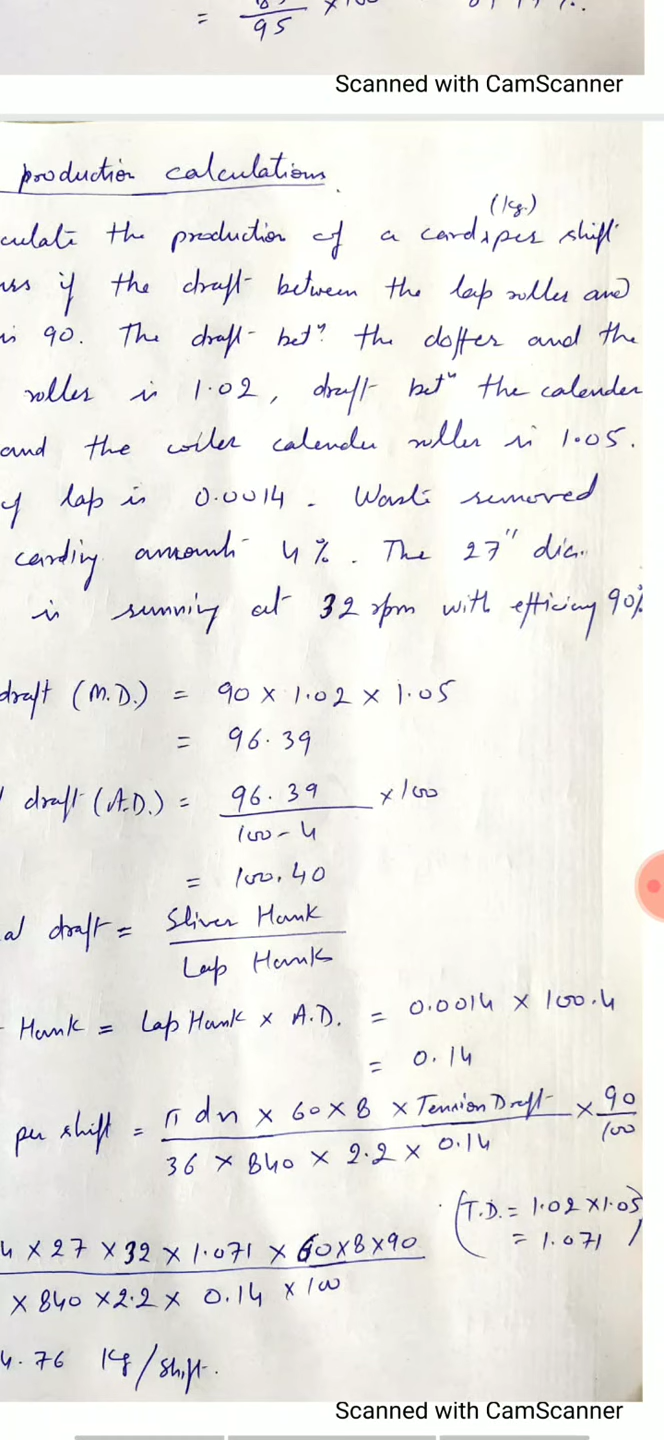 = /95 ×100
Scanned with CamScanner
production calculations.
(kg.)
culate the production of a card per shift
urs if the draft between the lap roller and
is 90. The draft betn the doffer and the
roller is 1.02, draft betn the calender
and the coiler calender roller is 1.05.
of lap is 0.0014. Waste removed
carding amount 4%. The 27" dia.
is running at 32 rpm with efficiny 90%
draft (M.D.) = 90 × 1.02 × 1.05
= 96.39
l draft (A.D.) = 96.39 / 100-4 × 100
= 100.40
al draft = Sliver Hank / Lap Hank
Hank = Lap Hank × A.D. = 0.0014 × 100.4
= 0.14
per shift = π dn × 60 × 8 × Tension Draft / 36 × 840 × 2.2 × 0.14 × 90/100
(T.D. = 1.02 × 1.05
= 1.071)
4 × 27 × 32 × 1.071 × 60×8×90 / × 840 × 2.2 × 0.14 × 100
4.76 Kg/shift.
Scanned with CamScanner